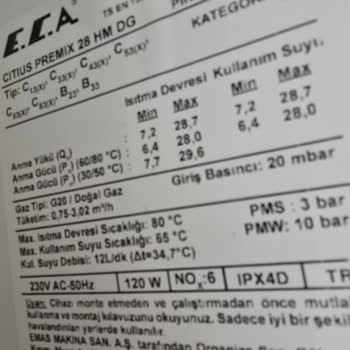 E.C.A
TS EN
CITIUS PREMIX 28 HM DG
KATEGO
Tip: C13(X), C33(X), C43(X), C53(X),
C63(X), C83, B23, B33
Isıtma Devresi Kullanım Suyu
Min Max Min Max
Anma Yükü (Qn) : 7,2 28,7 7,2 28,7
Anma Gücü (Pn) (60/80 °C) : 6,4 28,0 6,4 28,0
Anma Gücü (Pn) (30/50 °C) : 7,7 29,6
Gaz Tipi: G20 / Doğal Gaz Giriş Basıncı: 20 mbar
Tüketim: 0,75-3,02 m³/h
Max. Isıtma Devresi Sıcaklığı: 80 °C PMS : 3 bar
Max. Kullanım Suyu Sıcaklığı: 65 °C PMW: 10 bar
Kul. Suyu Debisi: 12L/dk (Δt=34,7°C)
230V AC-50Hz 120 W NOx:6 IPX4D TR
Uyarı: Cihazı monte etmeden ve çalıştırmadan önce mutla
kullanma ve montaj kılavuzunu okuyunuz. Sadece iyi bir şekil
havalandırılan yerlerde kullanılır.
EMAS MAKİNA SAN. A.Ş. tarafından Organize